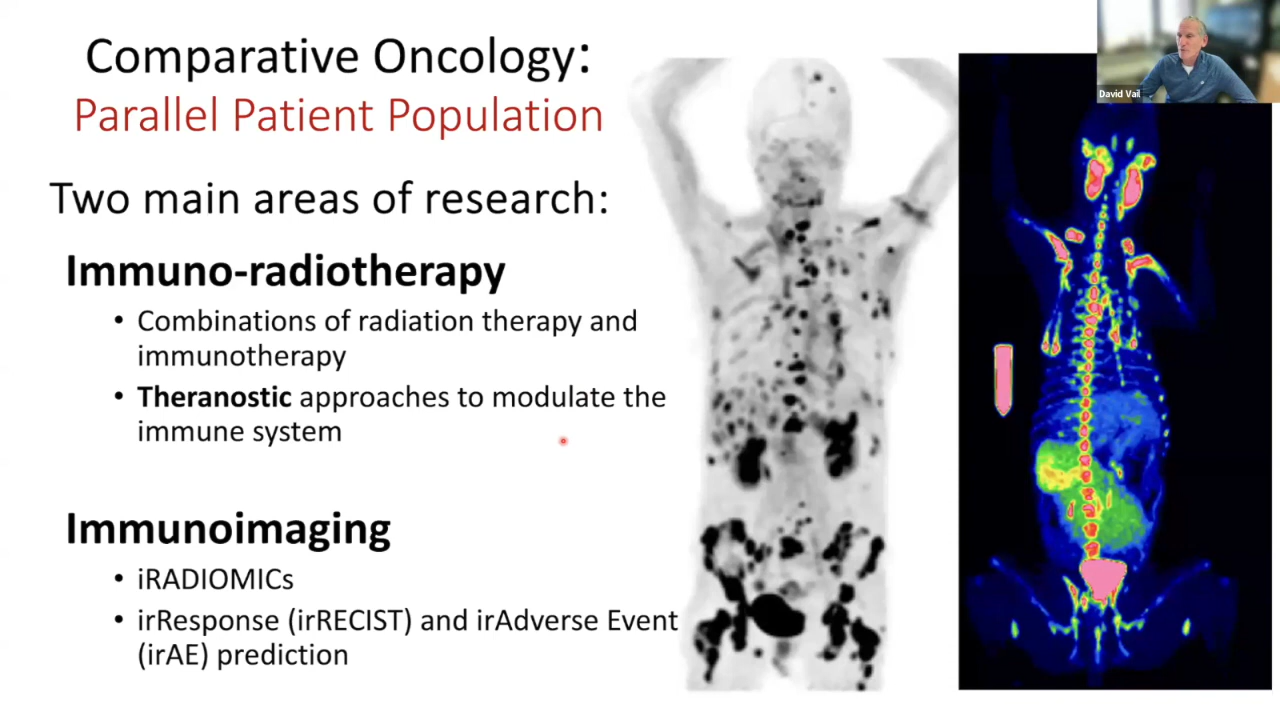 Comparative Oncology:
Parallel Patient Population
Two main areas of research:
Immuno-radiotherapy
• Combinations of radiation therapy and
immunotherapy
• Theranostic approaches to modulate the
immune system
Immunoimaging
• iRADIOMICs
• irResponse (irRECIST) and irAdverse Event
(irAE) prediction
David Vail